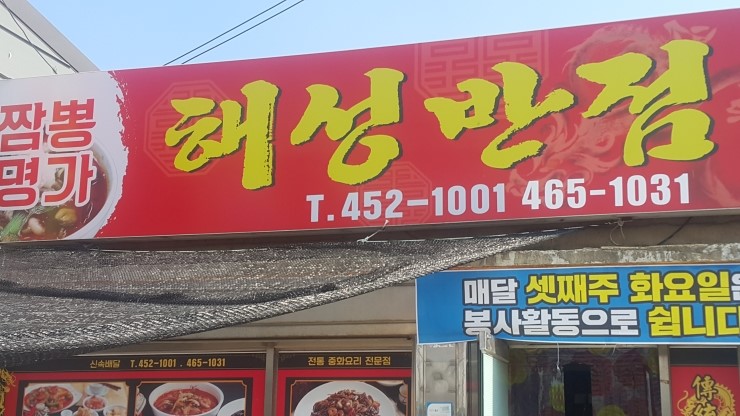 짬뽕
명가
해성반점
T. 452-1001 465-1031
매달 셋째주 화요일은
봉사활동으로 쉽니다
신속배달 T. 452-1001 . 465-1031
전통 중화요리 전문점
傳